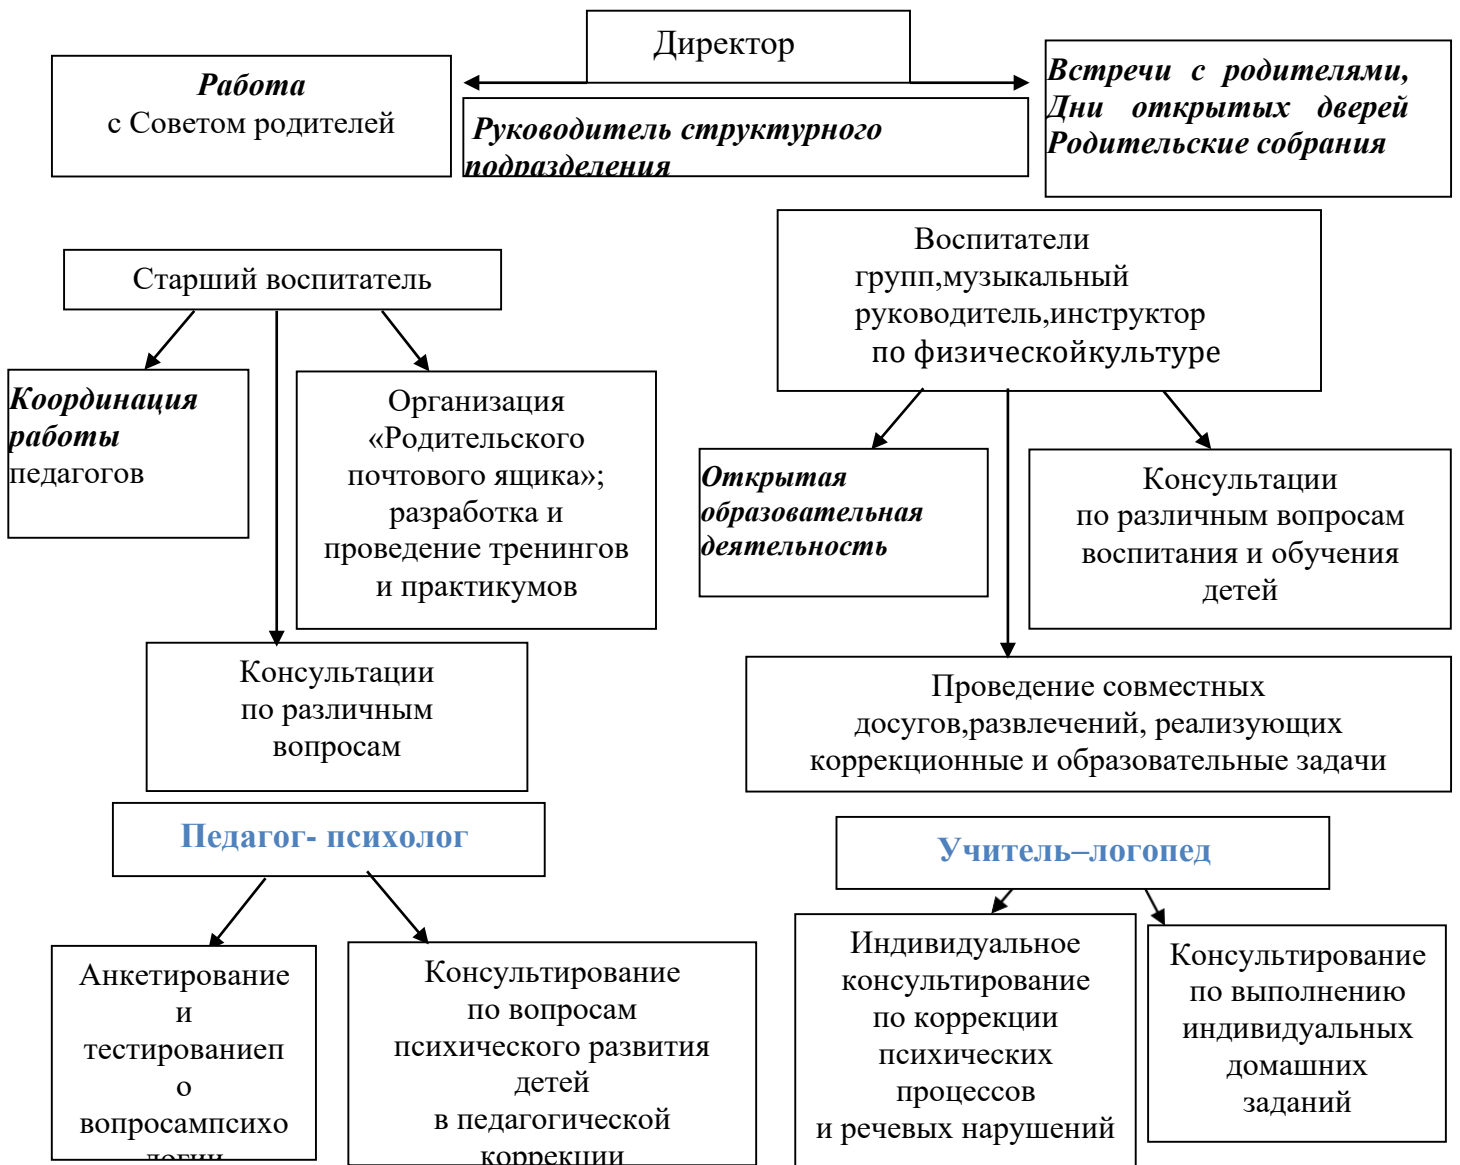 Директор
Работа
с Советом родителей
Руководитель структурного
подразделения
Встречи с родителями,
Дни открытых дверей
Родительские собрания
Старший воспитатель
Координация
работы
педагогов
Организация
«Родительского
почтового ящика»;
разработка и
проведение тренингов
и практикумов
Консультации
по различным
вопросам
Воспитатели
групп,музыкальный
руководитель,инструктор
по физическойкультуре
Открытая
образовательная
деятельность
Консультации
по различным вопросам
воспитания и обучения
детей
Проведение совместных
досугов,развлечений, реализующих
коррекционные и образовательные задачи
Педагог- психолог
Анкетирование
и
тестированиеп
о
вопросампсихо
логии
Консультирование
по вопросам
психического развития
детей
в педагогической
коррекции
Учитель–логопед
Индивидуальное
консультирование
по коррекции
психических
процессов
и речевых нарушений
Консультирование
по выполнению
индивидуальных
домашних
заданий